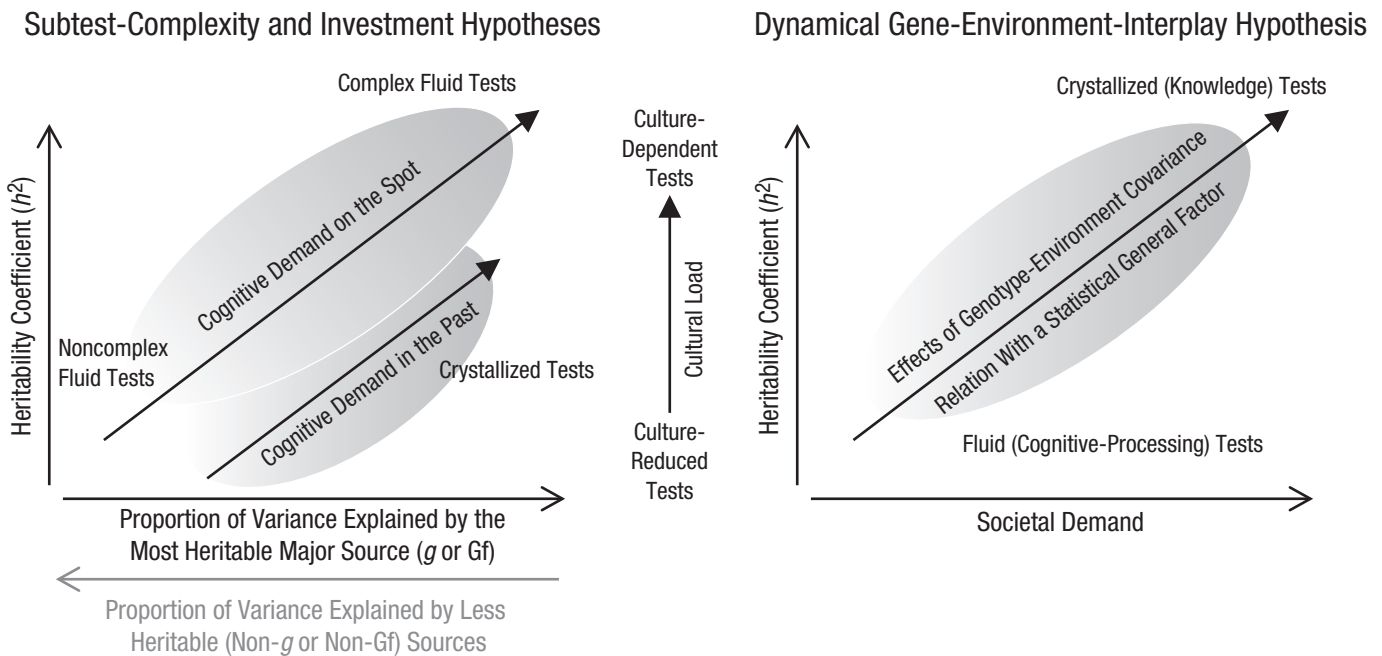 Subtest-Complexity and Investment Hypotheses
Complex Fluid Tests
Heritability Coefficient (h²)
Cognitive Demand on the Spot
Noncomplex
Fluid Tests
Cognitive Demand in the Past
Crystallized Tests
Proportion of Variance Explained by the
Most Heritable Major Source (g or Gf)
Proportion of Variance Explained by Less
Heritable (Non-g or Non-Gf) Sources
Culture-
Dependent
Tests
Cultural Load
Culture-
Reduced
Tests
Dynamical Gene-Environment-Interplay Hypothesis
Crystallized (Knowledge) Tests
Heritability Coefficient (h²)
Effects of Genotype-Environment Covariance
Relation With a Statistical General Factor
Fluid (Cognitive-Processing) Tests
Societal Demand